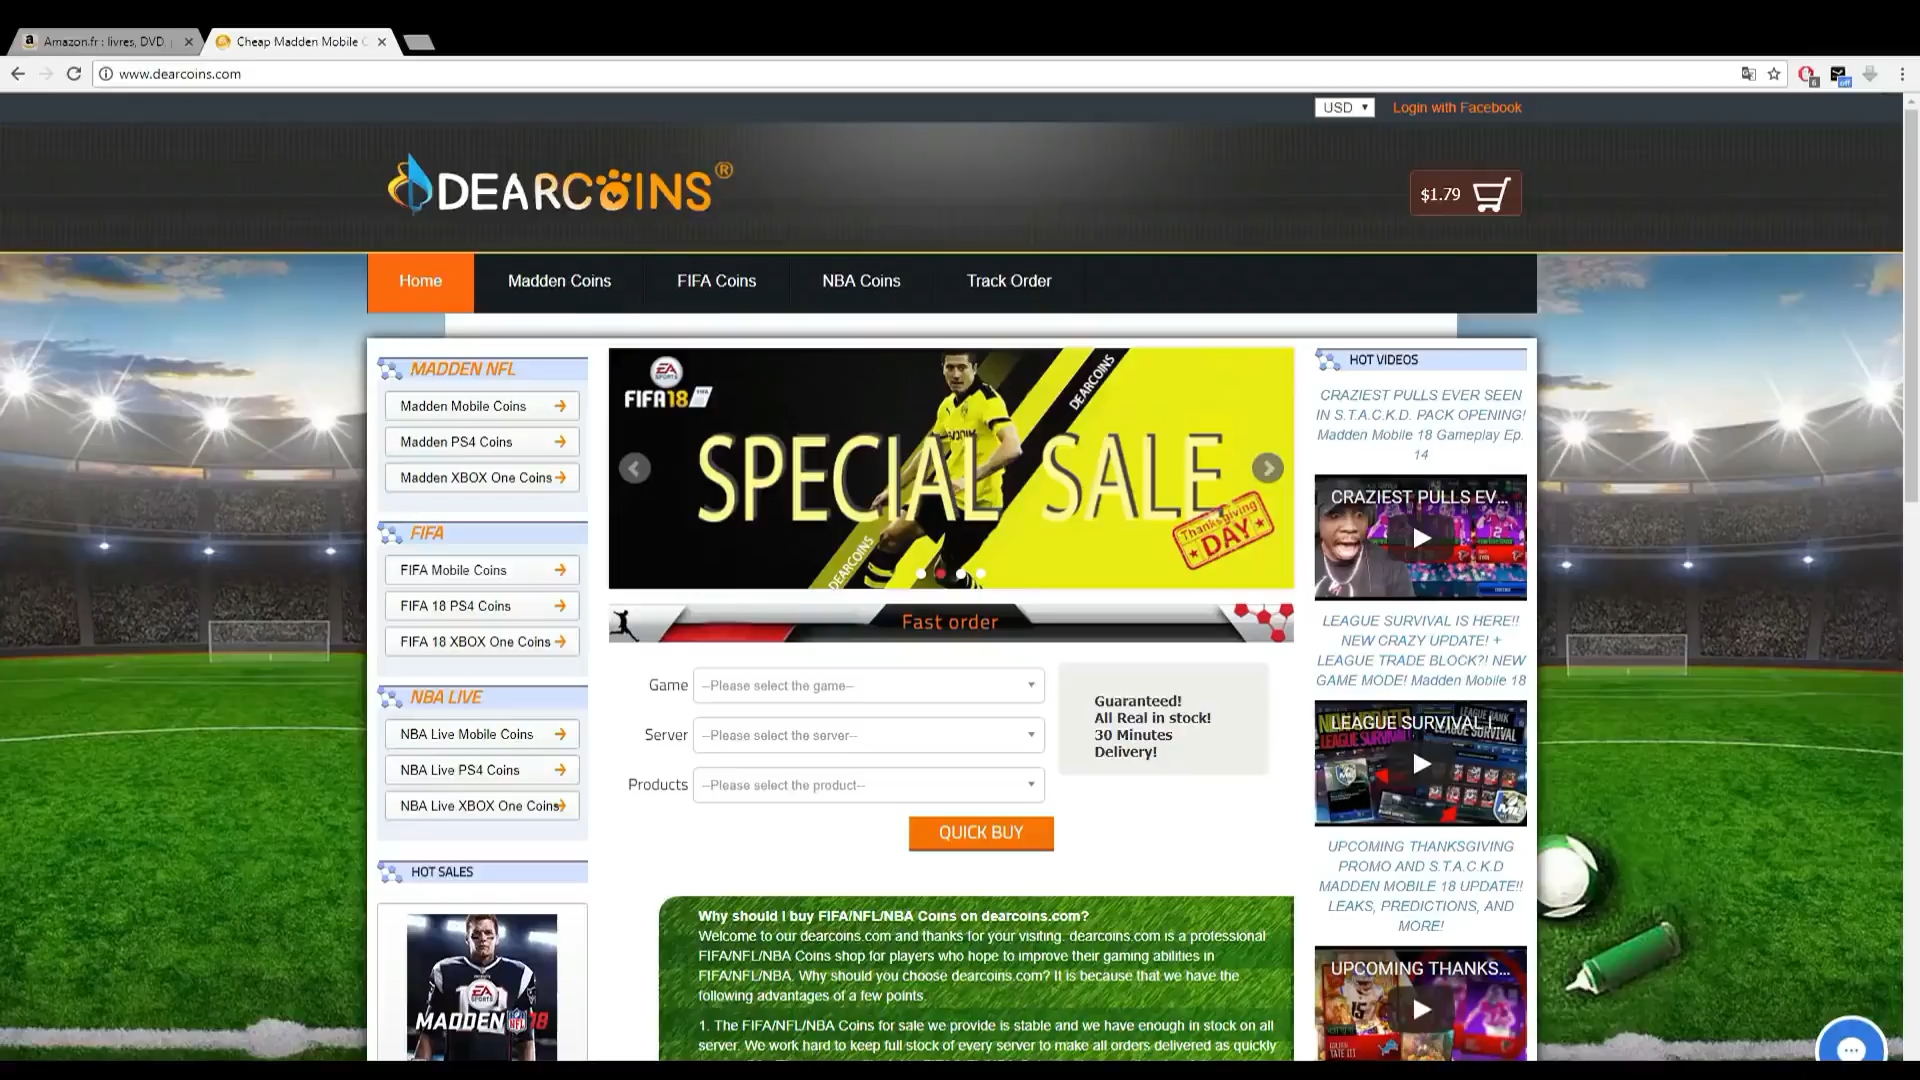 Amazon.fr : livres, DVD,
Cheap Madden Mobile C
www.dearcoins.com
USD
Login with Facebook
DEARCOINS®
$1.79
Home
Madden Coins
FIFA Coins
NBA Coins
Track Order
MADDEN NFL
Madden Mobile Coins
Madden PS4 Coins
Madden XBOX One Coins
FIFA
FIFA Mobile Coins
FIFA 18 PS4 Coins
FIFA 18 XBOX One Coins
NBA LIVE
NBA Live Mobile Coins
NBA Live PS4 Coins
NBA Live XBOX One Coins
HOT SALES
EA
SPORTS
MADDEN NFL 18
EA
SPORTS
FIFA18
DEARCOINS
SPECIAL SALE
Thanksgiving
DAY
DEARCOINS
Fast order
Game
--Please select the game--
Server
--Please select the server--
Products
--Please select the product--
Guaranteed!
All Real in stock!
30 Minutes
Delivery!
QUICK BUY
Why should I buy FIFA/NFL/NBA Coins on dearcoins.com?
Welcome to our dearcoins.com and thanks for your visiting. dearcoins.com is a professional
FIFA/NFL/NBA Coins shop for players who hope to improve their gaming abilities in
FIFA/NFL/NBA. Why should you choose dearcoins.com? It is because that we have the
following advantages of a few points.
1. The FIFA/NFL/NBA Coins for sale we provide is stable and we have enough in stock on all
server. We work hard to keep full stock of every server to make all orders delivered as quickly
HOT VIDEOS
CRAZIEST PULLS EVER SEEN
IN S.T.A.C.K.D. PACK OPENING!
Madden Mobile 18 Gameplay Ep.
14
CRAZIEST PULLS EV...
LEAGUE SURVIVAL IS HERE!!
NEW CRAZY UPDATE! +
LEAGUE TRADE BLOCK?! NEW
GAME MODE! Madden Mobile 18
LEAGUE SURVIVAL I...
UPCOMING THANKSGIVING
PROMO AND S.T.A.C.K.D
MADDEN MOBILE 18 UPDATE!!
LEAKS, PREDICTIONS, AND
MORE!
UPCOMING THANKS...